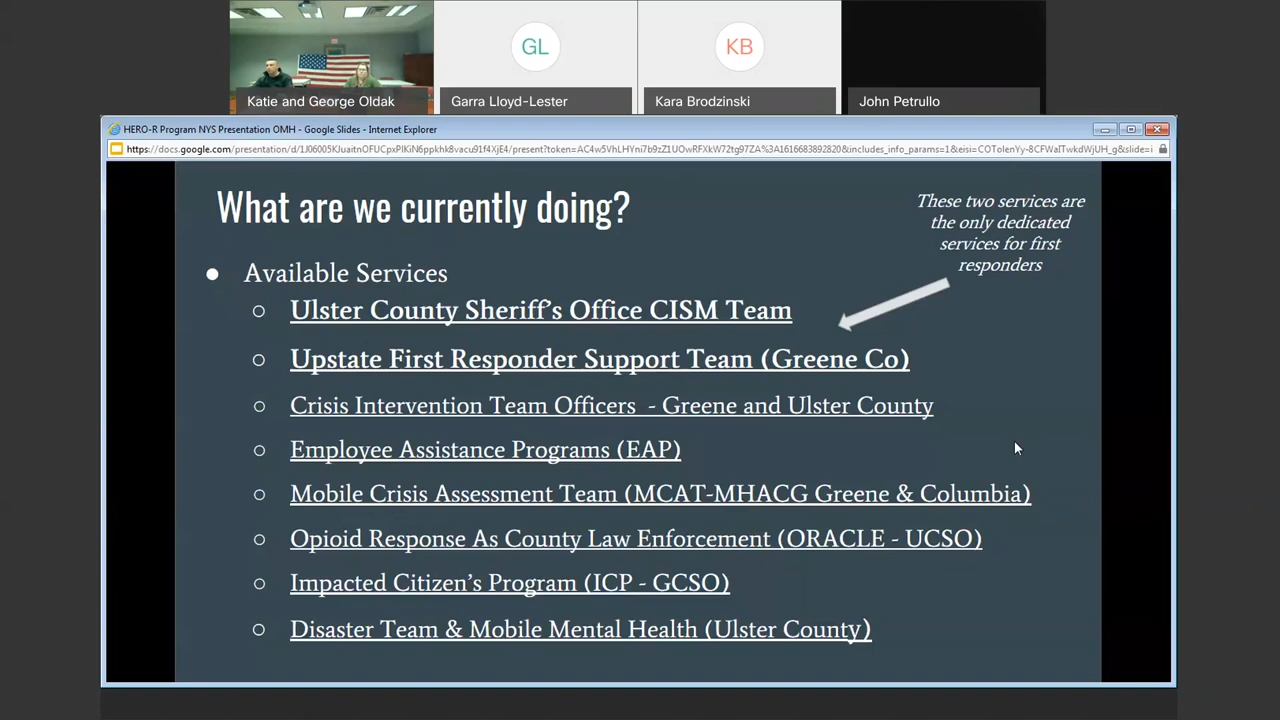 GL
KB
Katie and George Oldak
Garra Lloyd-Lester
Kara Brodzinski
John Petrullo
HERO-R Program NYS Presentation OMH - Google Slides - Internet Explorer
What are we currently doing?
These two services are
the only dedicated
services for first
responders
● Available Services
○ Ulster County Sheriff's Office CISM Team
○ Upstate First Responder Support Team (Greene Co)
○ Crisis Intervention Team Officers - Greene and Ulster County
○ Employee Assistance Programs (EAP)
○ Mobile Crisis Assessment Team (MCAT-MHACG Greene & Columbia)
○ Opioid Response As County Law Enforcement (ORACLE - UCSO)
○ Impacted Citizen's Program (ICP - GCSO)
○ Disaster Team & Mobile Mental Health (Ulster County)